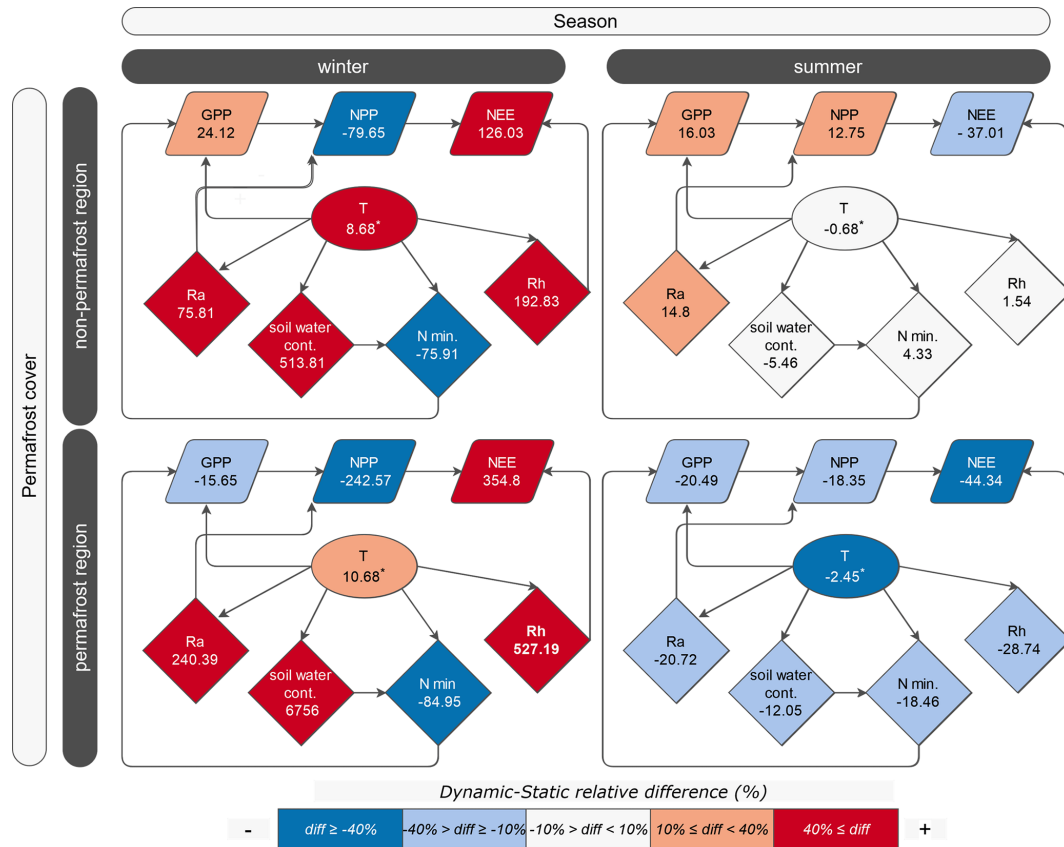 Season
winter
summer
Permafrost cover
non-permafrost region
GPP
24.12
NPP
-79.65
NEE
126.03
T
8.68*
Ra
75.81
soil water
cont.
513.81
N min.
-75.91
Rh
192.83
GPP
16.03
NPP
12.75
NEE
- 37.01
T
-0.68*
Ra
14.8
soil water
cont.
-5.46
N min.
4.33
Rh
1.54
permafrost region
GPP
-15.65
NPP
-242.57
NEE
354.8
T
10.68*
Ra
240.39
soil water
cont.
6756
N min
-84.95
Rh
527.19
GPP
-20.49
NPP
-18.35
NEE
-44.34
T
-2.45*
Ra
-20.72
soil water
cont.
-12.05
N min.
-18.46
Rh
-28.74
Dynamic-Static relative difference (%)
- diff ≥ -40% -40% > diff ≥ -10% -10% > diff < 10% 10% ≤ diff < 40% 40% ≤ diff +